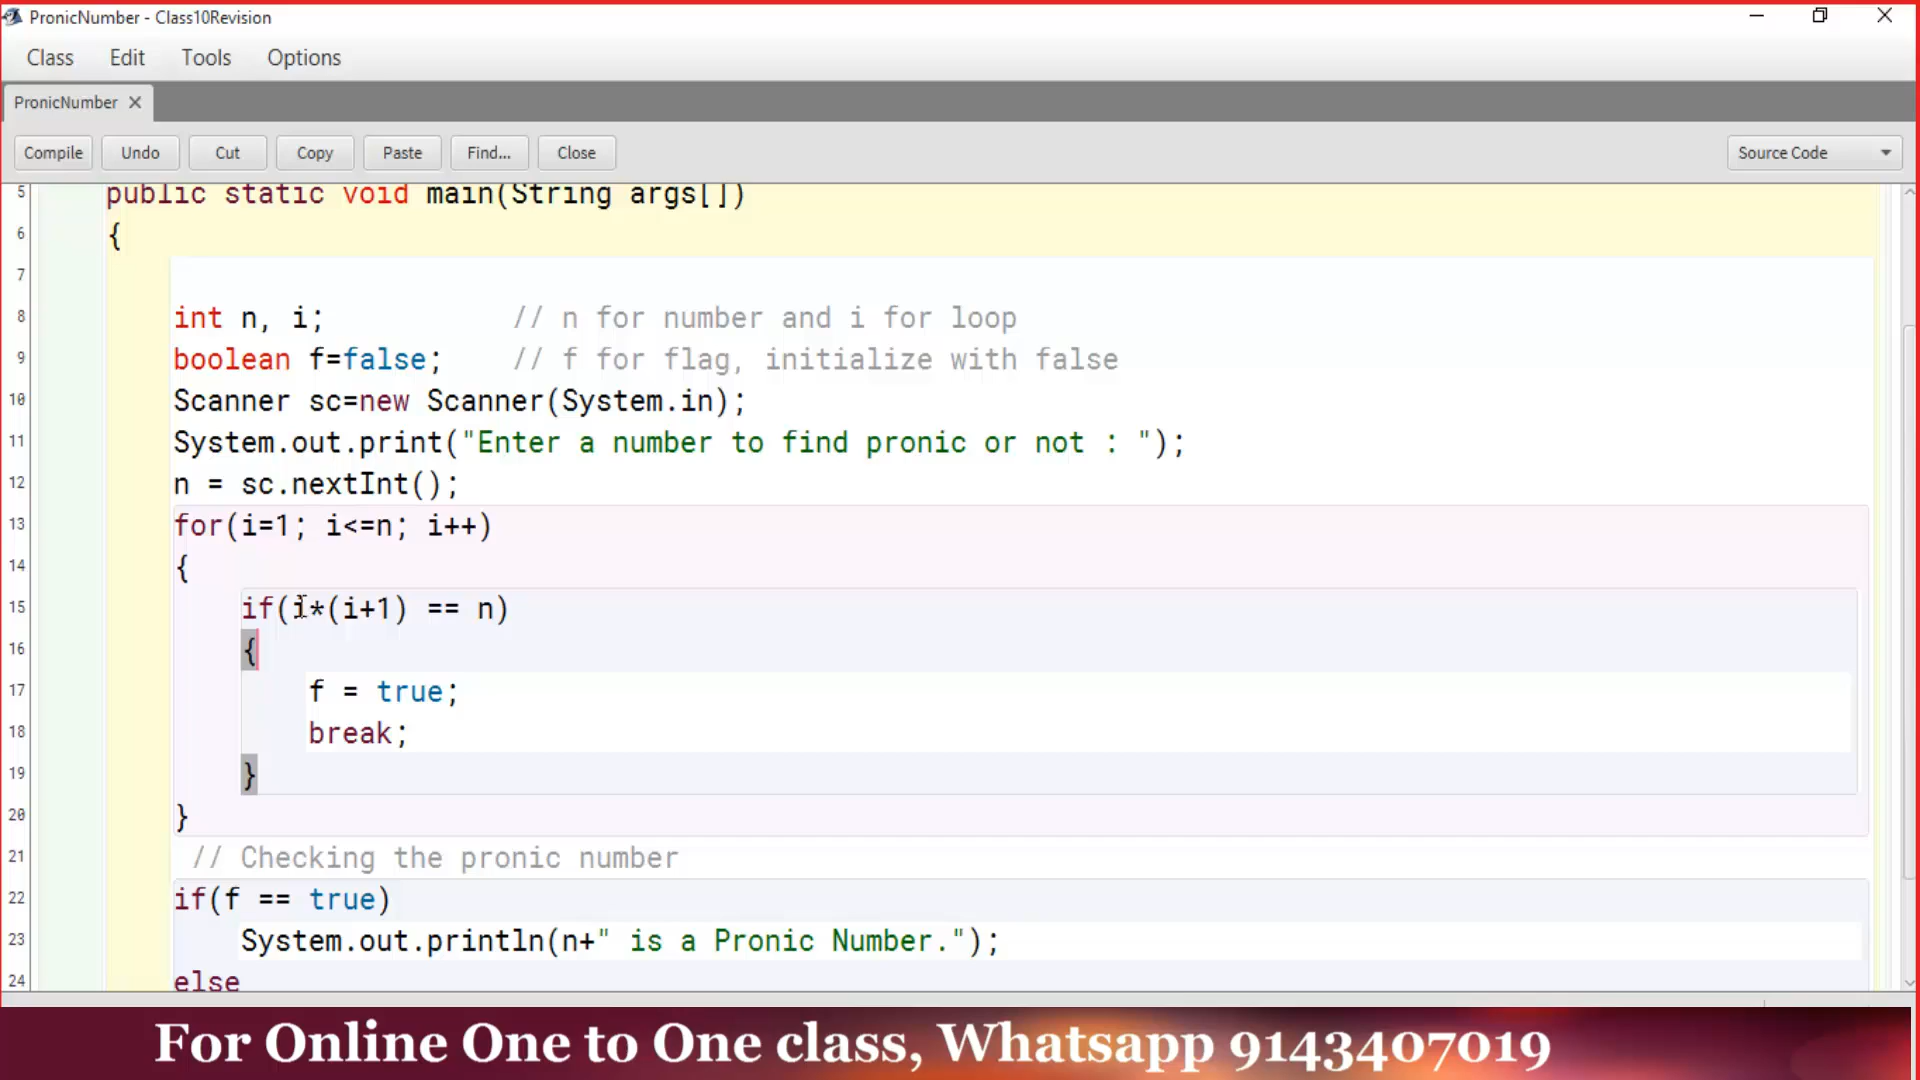 PronicNumber - Class10Revision
Class Edit Tools Options
PronicNumber
Compile Undo Cut Copy Paste Find... Close Source Code
5 public static void main(String args[])
6 {
7
8 int n, i; // n for number and i for loop
9 boolean f=false; // f for flag, initialize with false
10 Scanner sc=new Scanner(System.in);
11 System.out.print("Enter a number to find pronic or not : ");
12 n = sc.nextInt();
13 for(i=1; i<=n; i++)
14 {
15 if(i*(i+1) == n)
16 {
17 f = true;
18 break;
19 }
20 }
21 // Checking the pronic number
22 if(f == true)
23 System.out.println(n+" is a Pronic Number.");
24 else
For Online One to One class, Whatsapp 9143407019